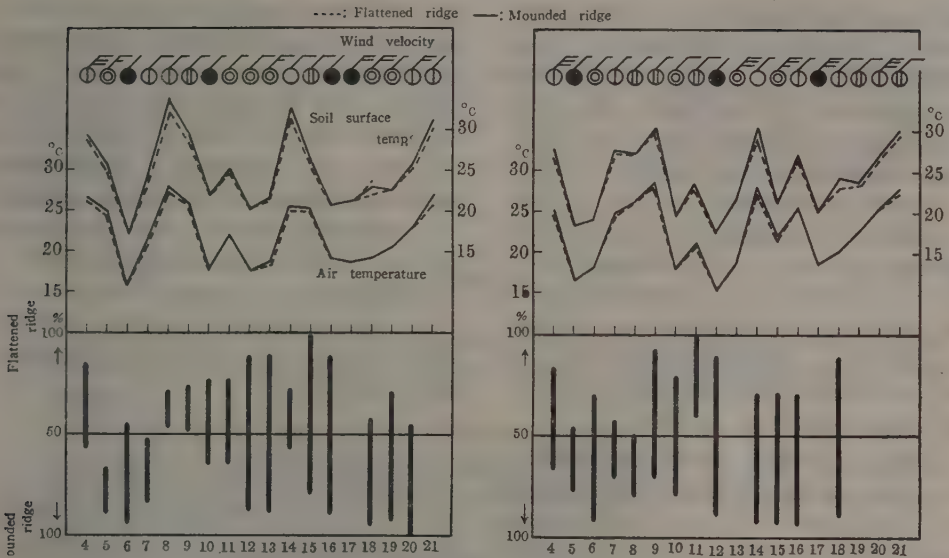 ----: Flattened ridge —: Mounded ridge
Wind velocity
Soil surface
temp.
Air temperature
°C
30
25
20
15
°C
30
25
20
15
°C
30
25
20
15
°C
30
25
20
15
%
100
50
100
%
100
50
100
Flattened
ridge
ounded
ridge
4 5 6 7 8 9 10 11 12 13 14 15 16 17 18 19 20 21
4 5 6 7 8 9 10 11 12 13 14 15 16 17 18 19 20 21